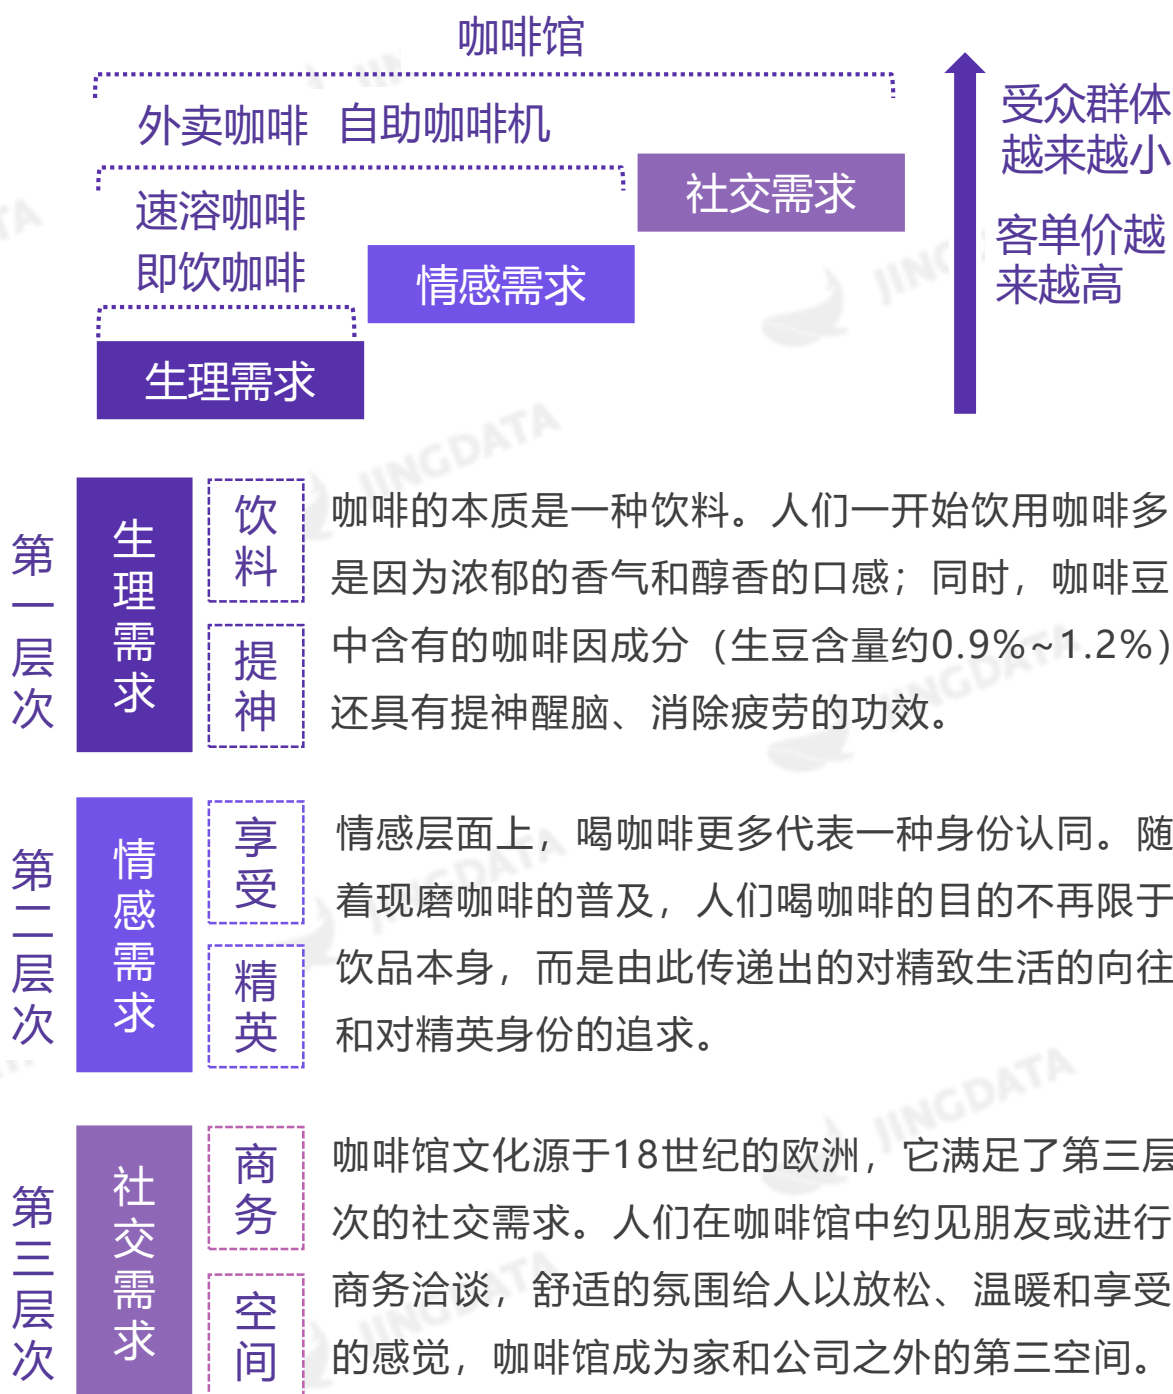 咖啡馆
外卖咖啡 自助咖啡机
受众群体
越来越小
社交需求
速溶咖啡
即饮咖啡
客单价越
来越高
情感需求
生理需求
JINGDATA
第一层次
生理需求
饮料
提神
咖啡的本质是一种饮料。人们一开始饮用咖啡多
是因为浓郁的香气和醇香的口感；同时，咖啡豆
中含有的咖啡因成分（生豆含量约0.9%~1.2%）
还具有提神醒脑、消除疲劳的功效。
JINGDATA
第二层次
情感需求
享受
精英
情感层面上，喝咖啡更多代表一种身份认同。随
着现磨咖啡的普及，人们喝咖啡的目的不再限于
饮品本身，而是由此传递出的对精致生活的向往
和对精英身份的追求。
JINGDATA
JINGDATA
第三层次
社交需求
商务
空间
咖啡馆文化源于18世纪的欧洲，它满足了第三层
次的社交需求。人们在咖啡馆中约见朋友或进行
商务洽谈，舒适的氛围给人以放松、温暖和享受
的感觉，咖啡馆成为家和公司之外的第三空间。
JINGDATA